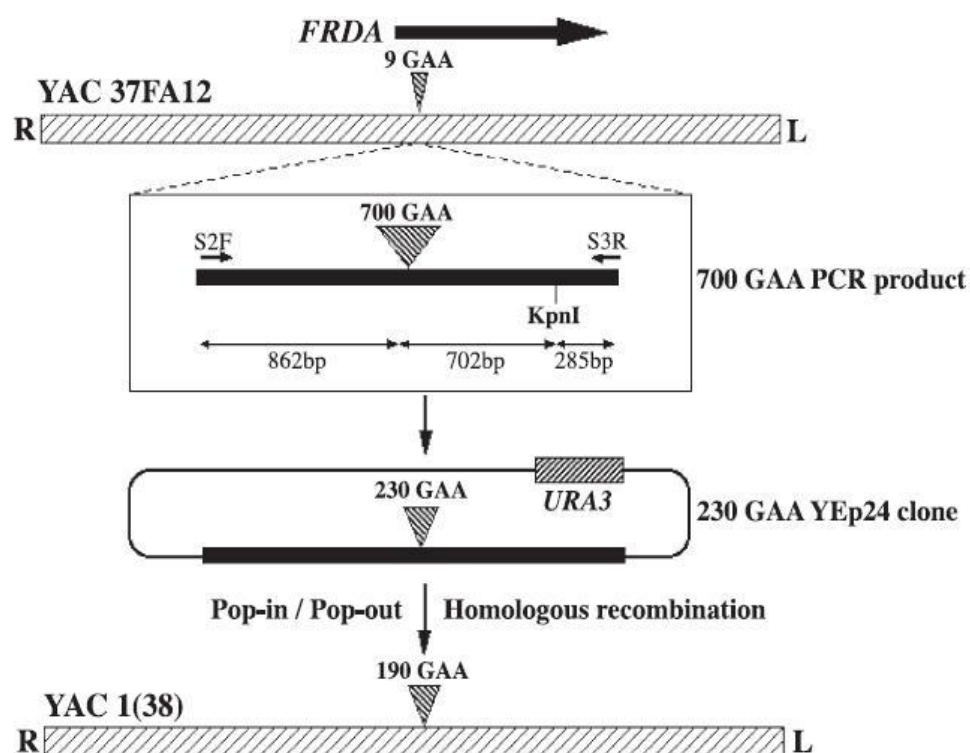 FRDA
9 GAA
YAC 37FA12
R L
700 GAA
S2F S3R
700 GAA PCR product
KpnI
862bp 702bp 285bp
230 GAA
URA3
230 GAA YEp24 clone
Pop-in / Pop-out Homologous recombination
190 GAA
YAC 1(38)
R L